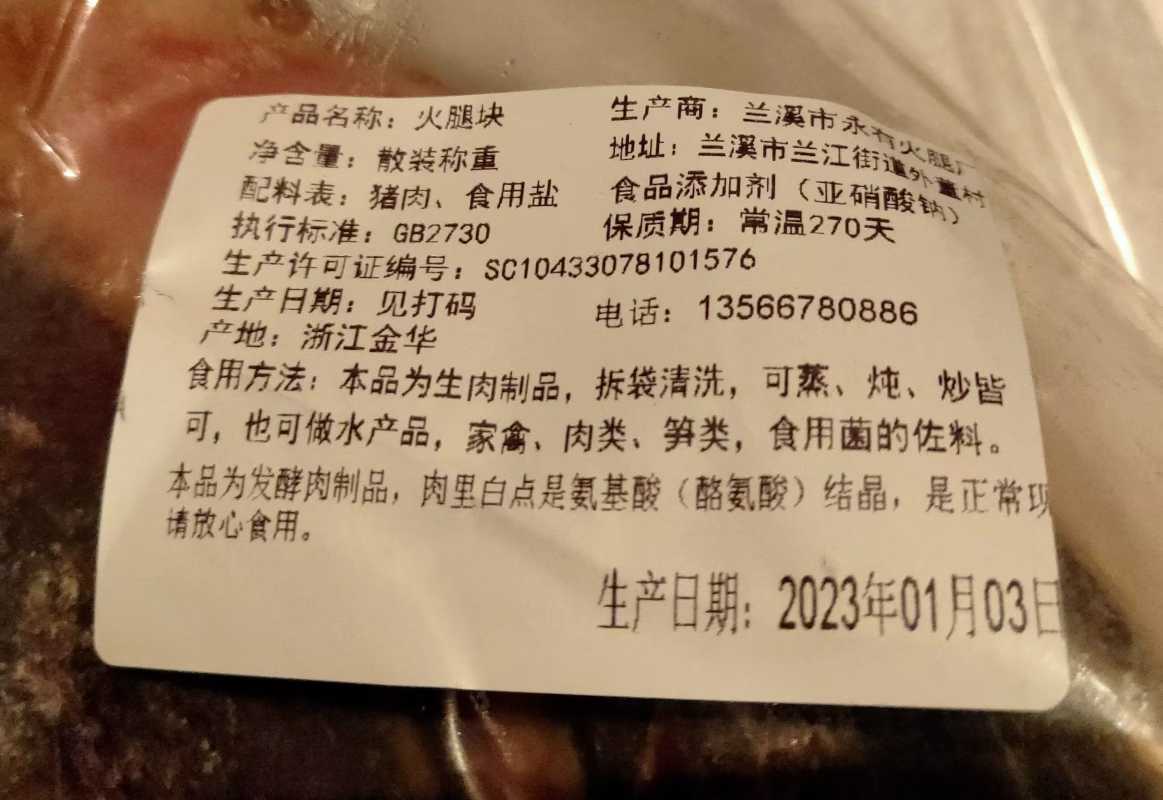 产品名称：火腿块 生产商：兰溪市永有火腿厂
净含量：散装称重 地址：兰溪市兰江街道外董村
配料表：猪肉、食用盐 食品添加剂（亚硝酸钠）
执行标准：GB2730 保质期：常温270天
生产许可证编号：SC10433078101576
生产日期：见打码 电话：13566780886
产地：浙江金华
食用方法：本品为生肉制品，拆袋清洗，可蒸、炖、炒皆
可，也可做水产品，家禽、肉类、笋类，食用菌的佐料。
本品为发酵肉制品，肉里白点是氨基酸（酪氨酸）结晶，是正常现
请放心食用。
生产日期：2023年01月03日